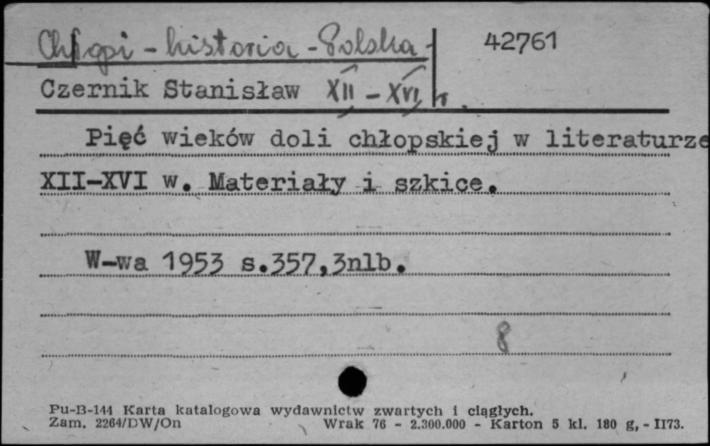 Chłopi - historia - Polska - 42761
Czernik Stanisław XII - XVI w.
Pięć wieków doli chłopskiej w literaturze
XII-XVI w. Materiały i szkice.
W-wa 1953 s.357,3nlb.
8
Pu-B-144 Karta katalogowa wydawnictw zwartych i ciągłych.
Zam. 2264/DW/On Wrak 76 - 2.300.000 - Karton 5 kl. 180 g, - II73.